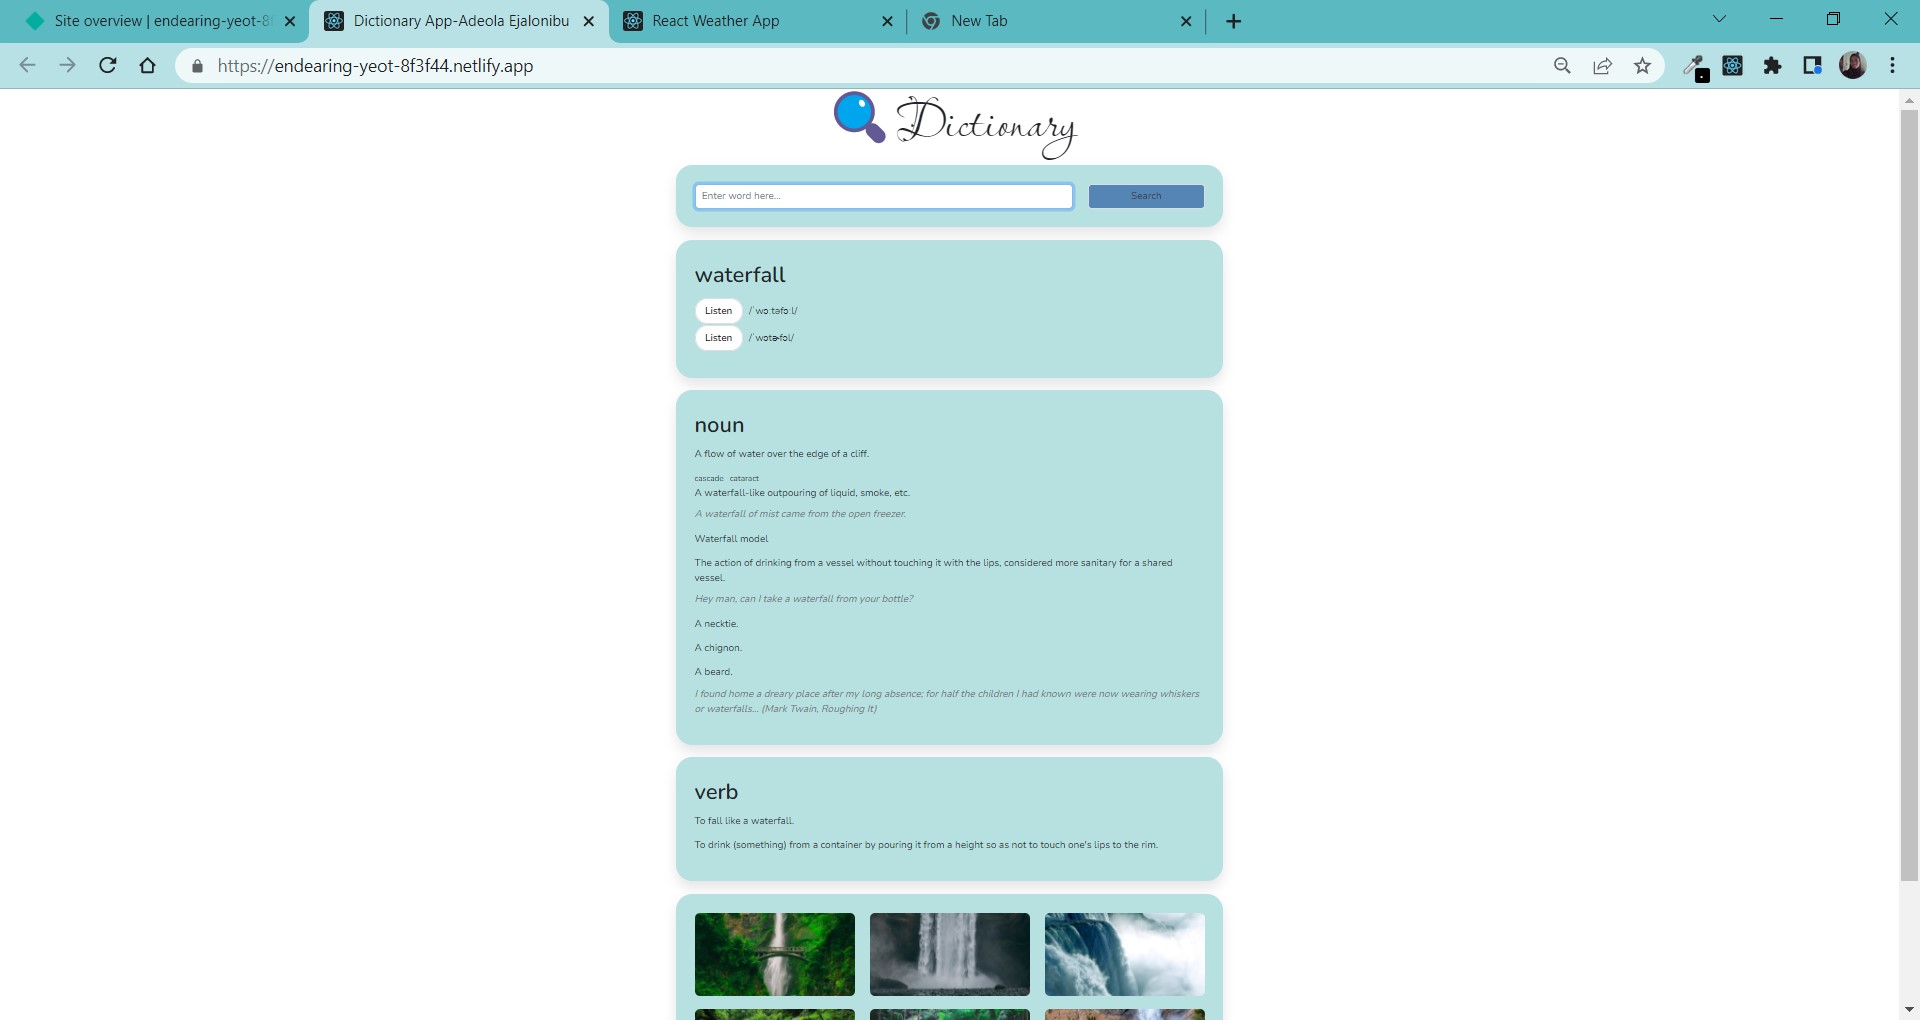 Site overview | endearing-yeot-8f
Dictionary App-Adeola Ejalonibu
React Weather App
New Tab
https://endearing-yeot-8f3f44.netlify.app
Dictionary
Enter word here...
Search
waterfall
Listen /ˈwɔːtəfɔːl/
Listen /ˈwɔtɚfɔl/
noun
A flow of water over the edge of a cliff.
cascade cataract
A waterfall-like outpouring of liquid, smoke, etc.
A waterfall of mist came from the open freezer.
Waterfall model
The action of drinking from a vessel without touching it with the lips, considered more sanitary for a shared
vessel.
Hey man, can I take a waterfall from your bottle?
A necktie.
A chignon.
A beard.
I found home a dreary place after my long absence; for half the children I had known were now wearing whiskers
or waterfalls... (Mark Twain, Roughing It)
verb
To fall like a waterfall.
To drink (something) from a container by pouring it from a height so as not to touch one's lips to the rim.